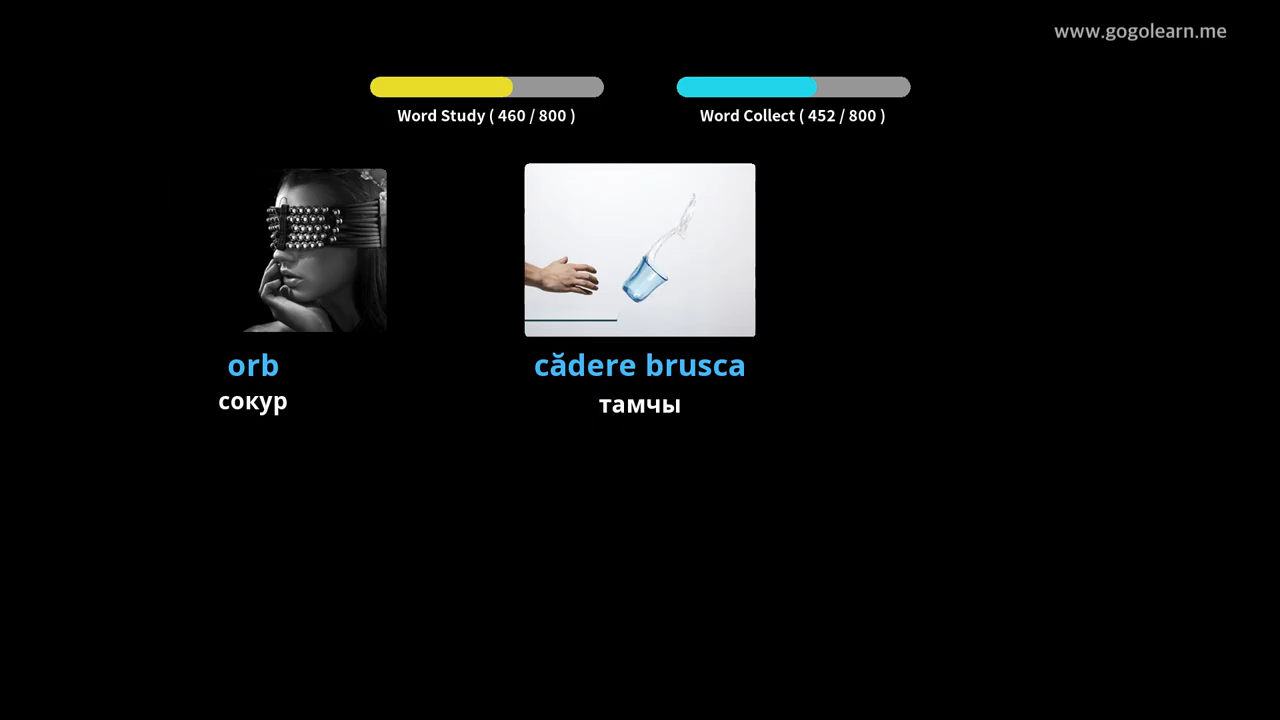 www.gogolearn.me
Word Study ( 460 / 800 )
Word Collect ( 452 / 800 )
orb
сокур
cădere brusca
тамчы